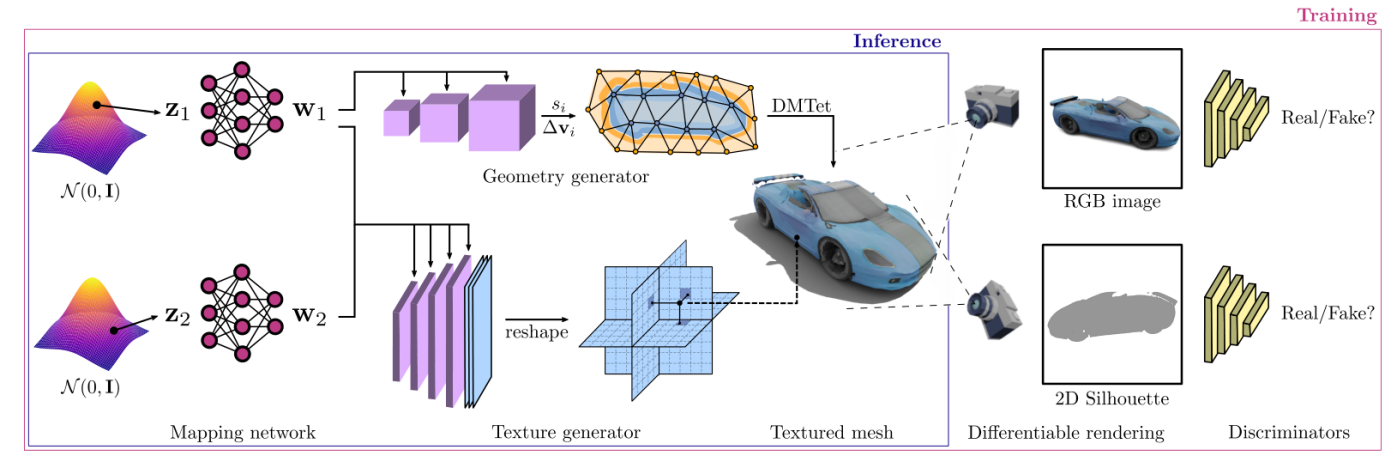 Training
Inference
z₁
w₁
𝒩(0, I)
sᵢ
Δvᵢ
Geometry generator
DMTet
RGB image
Real/Fake?
z₂
w₂
𝒩(0, I)
reshape
2D Silhouette
Real/Fake?
Mapping network
Texture generator
Textured mesh
Differentiable rendering
Discriminators